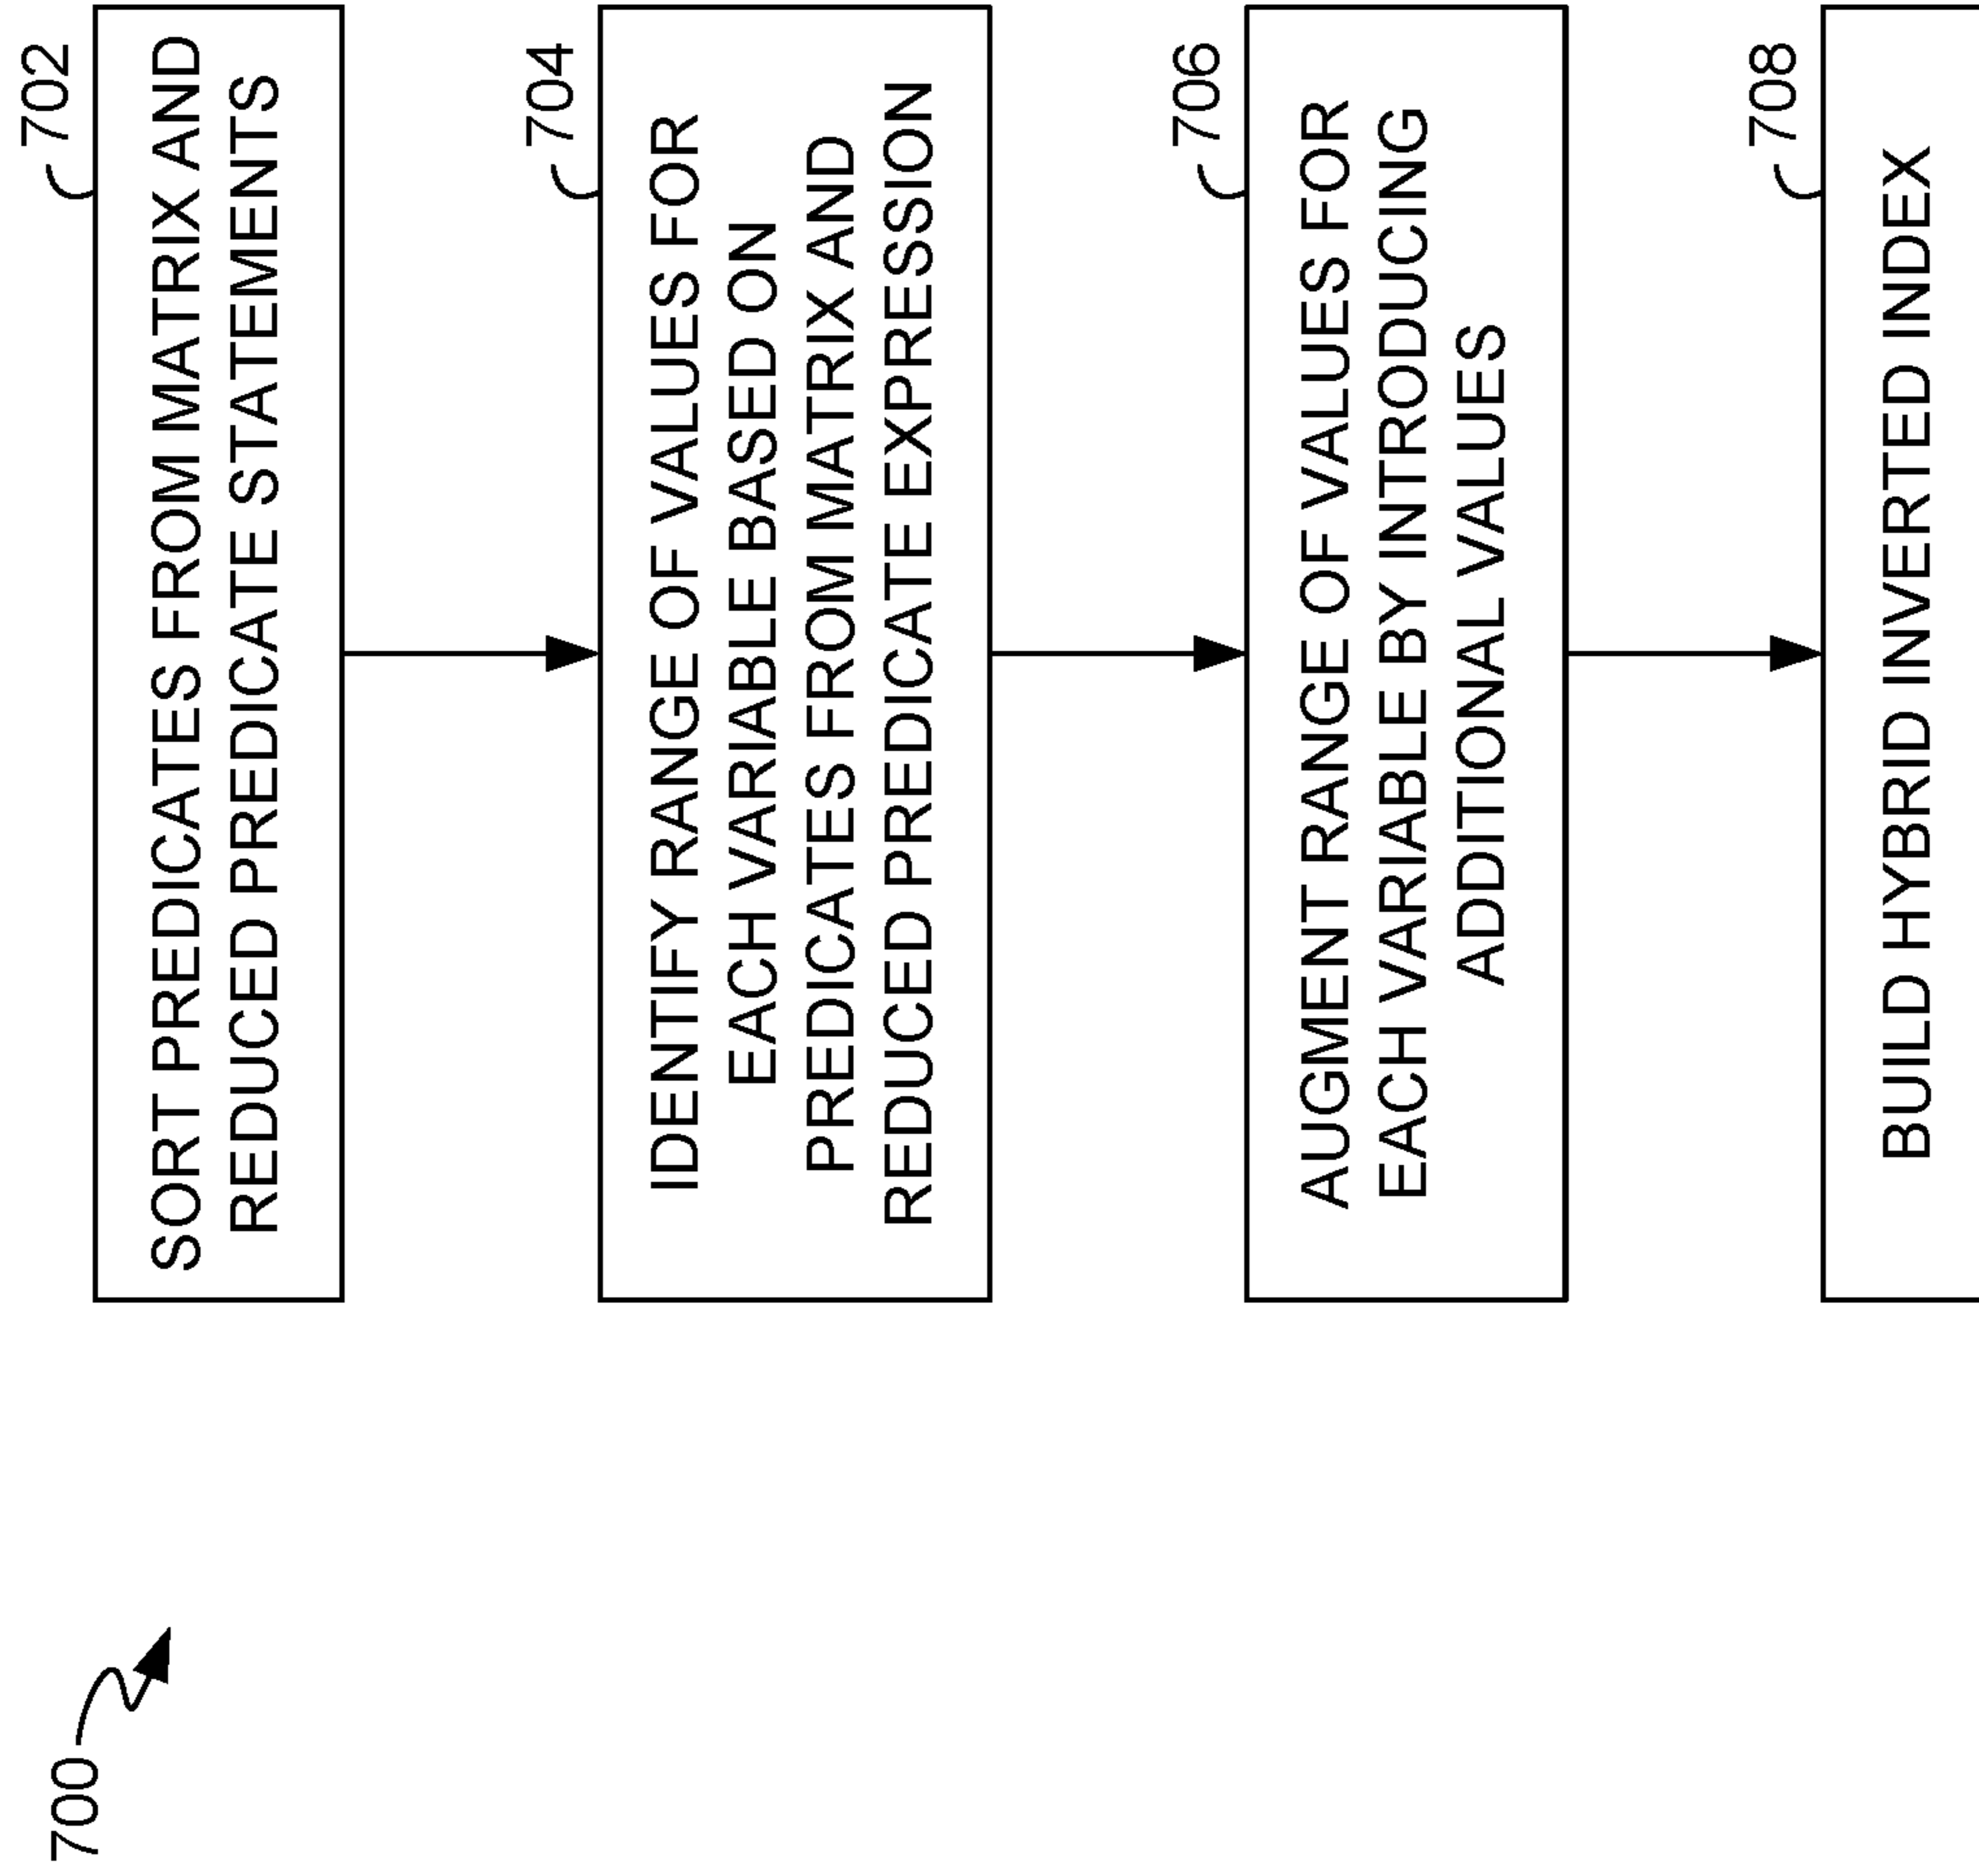 700
702
SORT PREDICATES FROM MATRIX AND
REDUCED PREDICATE STATEMENTS
704
IDENTIFY RANGE OF VALUES FOR
EACH VARIABLE BASED ON
PREDICATES FROM MATRIX AND
REDUCED PREDICATE EXPRESSION
706
AUGMENT RANGE OF VALUES FOR
EACH VARIABLE BY INTRODUCING
ADDITIONAL VALUES
708
BUILD HYBRID INVERTED INDEX